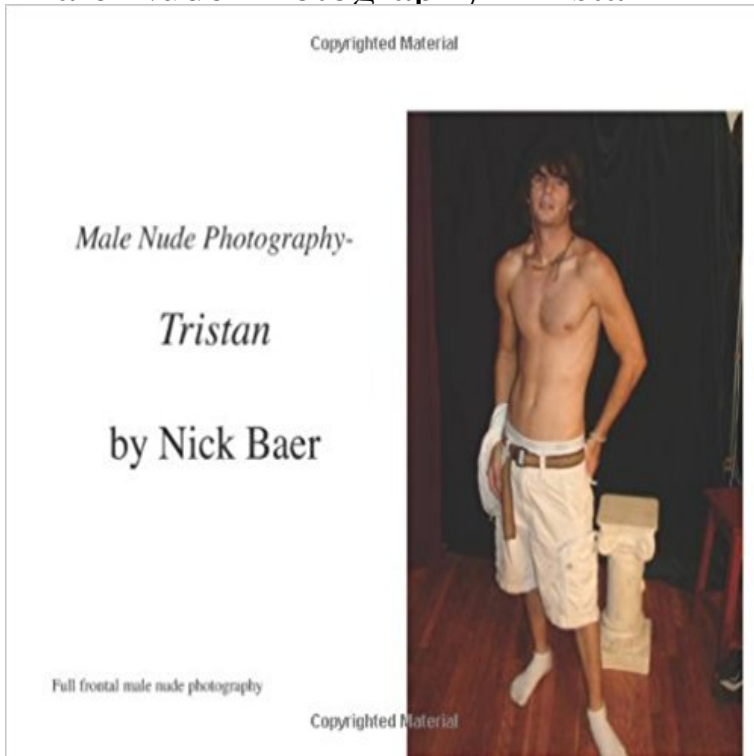 Copyrighted Material
Male Nude Photography-
Tristan
by Nick Baer
Full frontal male nude photography
Copyrighted Material